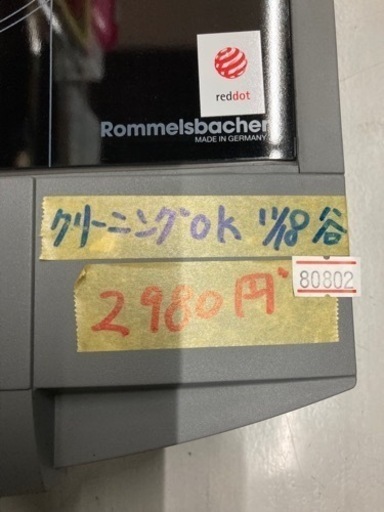 reddot
Rommelsbacher
MADE IN GERMANY
クリーニングOK 11/18 谷
2980円
80802